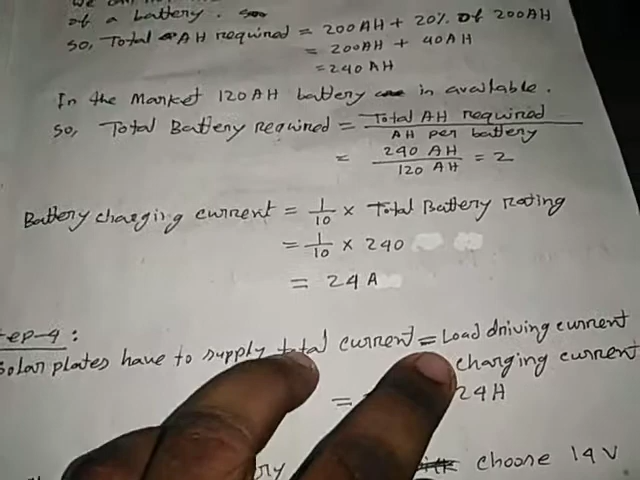 of a battery.
So, Total AH required = 200AH + 20% of 200AH
= 200AH + 40AH
= 240AH
In the Market 120AH battery in available.
So, Total Battery required = Total AH required / AH per battery
= 240 AH / 120 AH = 2
Battery charging current = 1/10 × Total Battery Rating
= 1/10 × 240
= 24A
ep-4:
Solar plates have to supply total current = Load driving current
charging current
= 24H
choose 14V